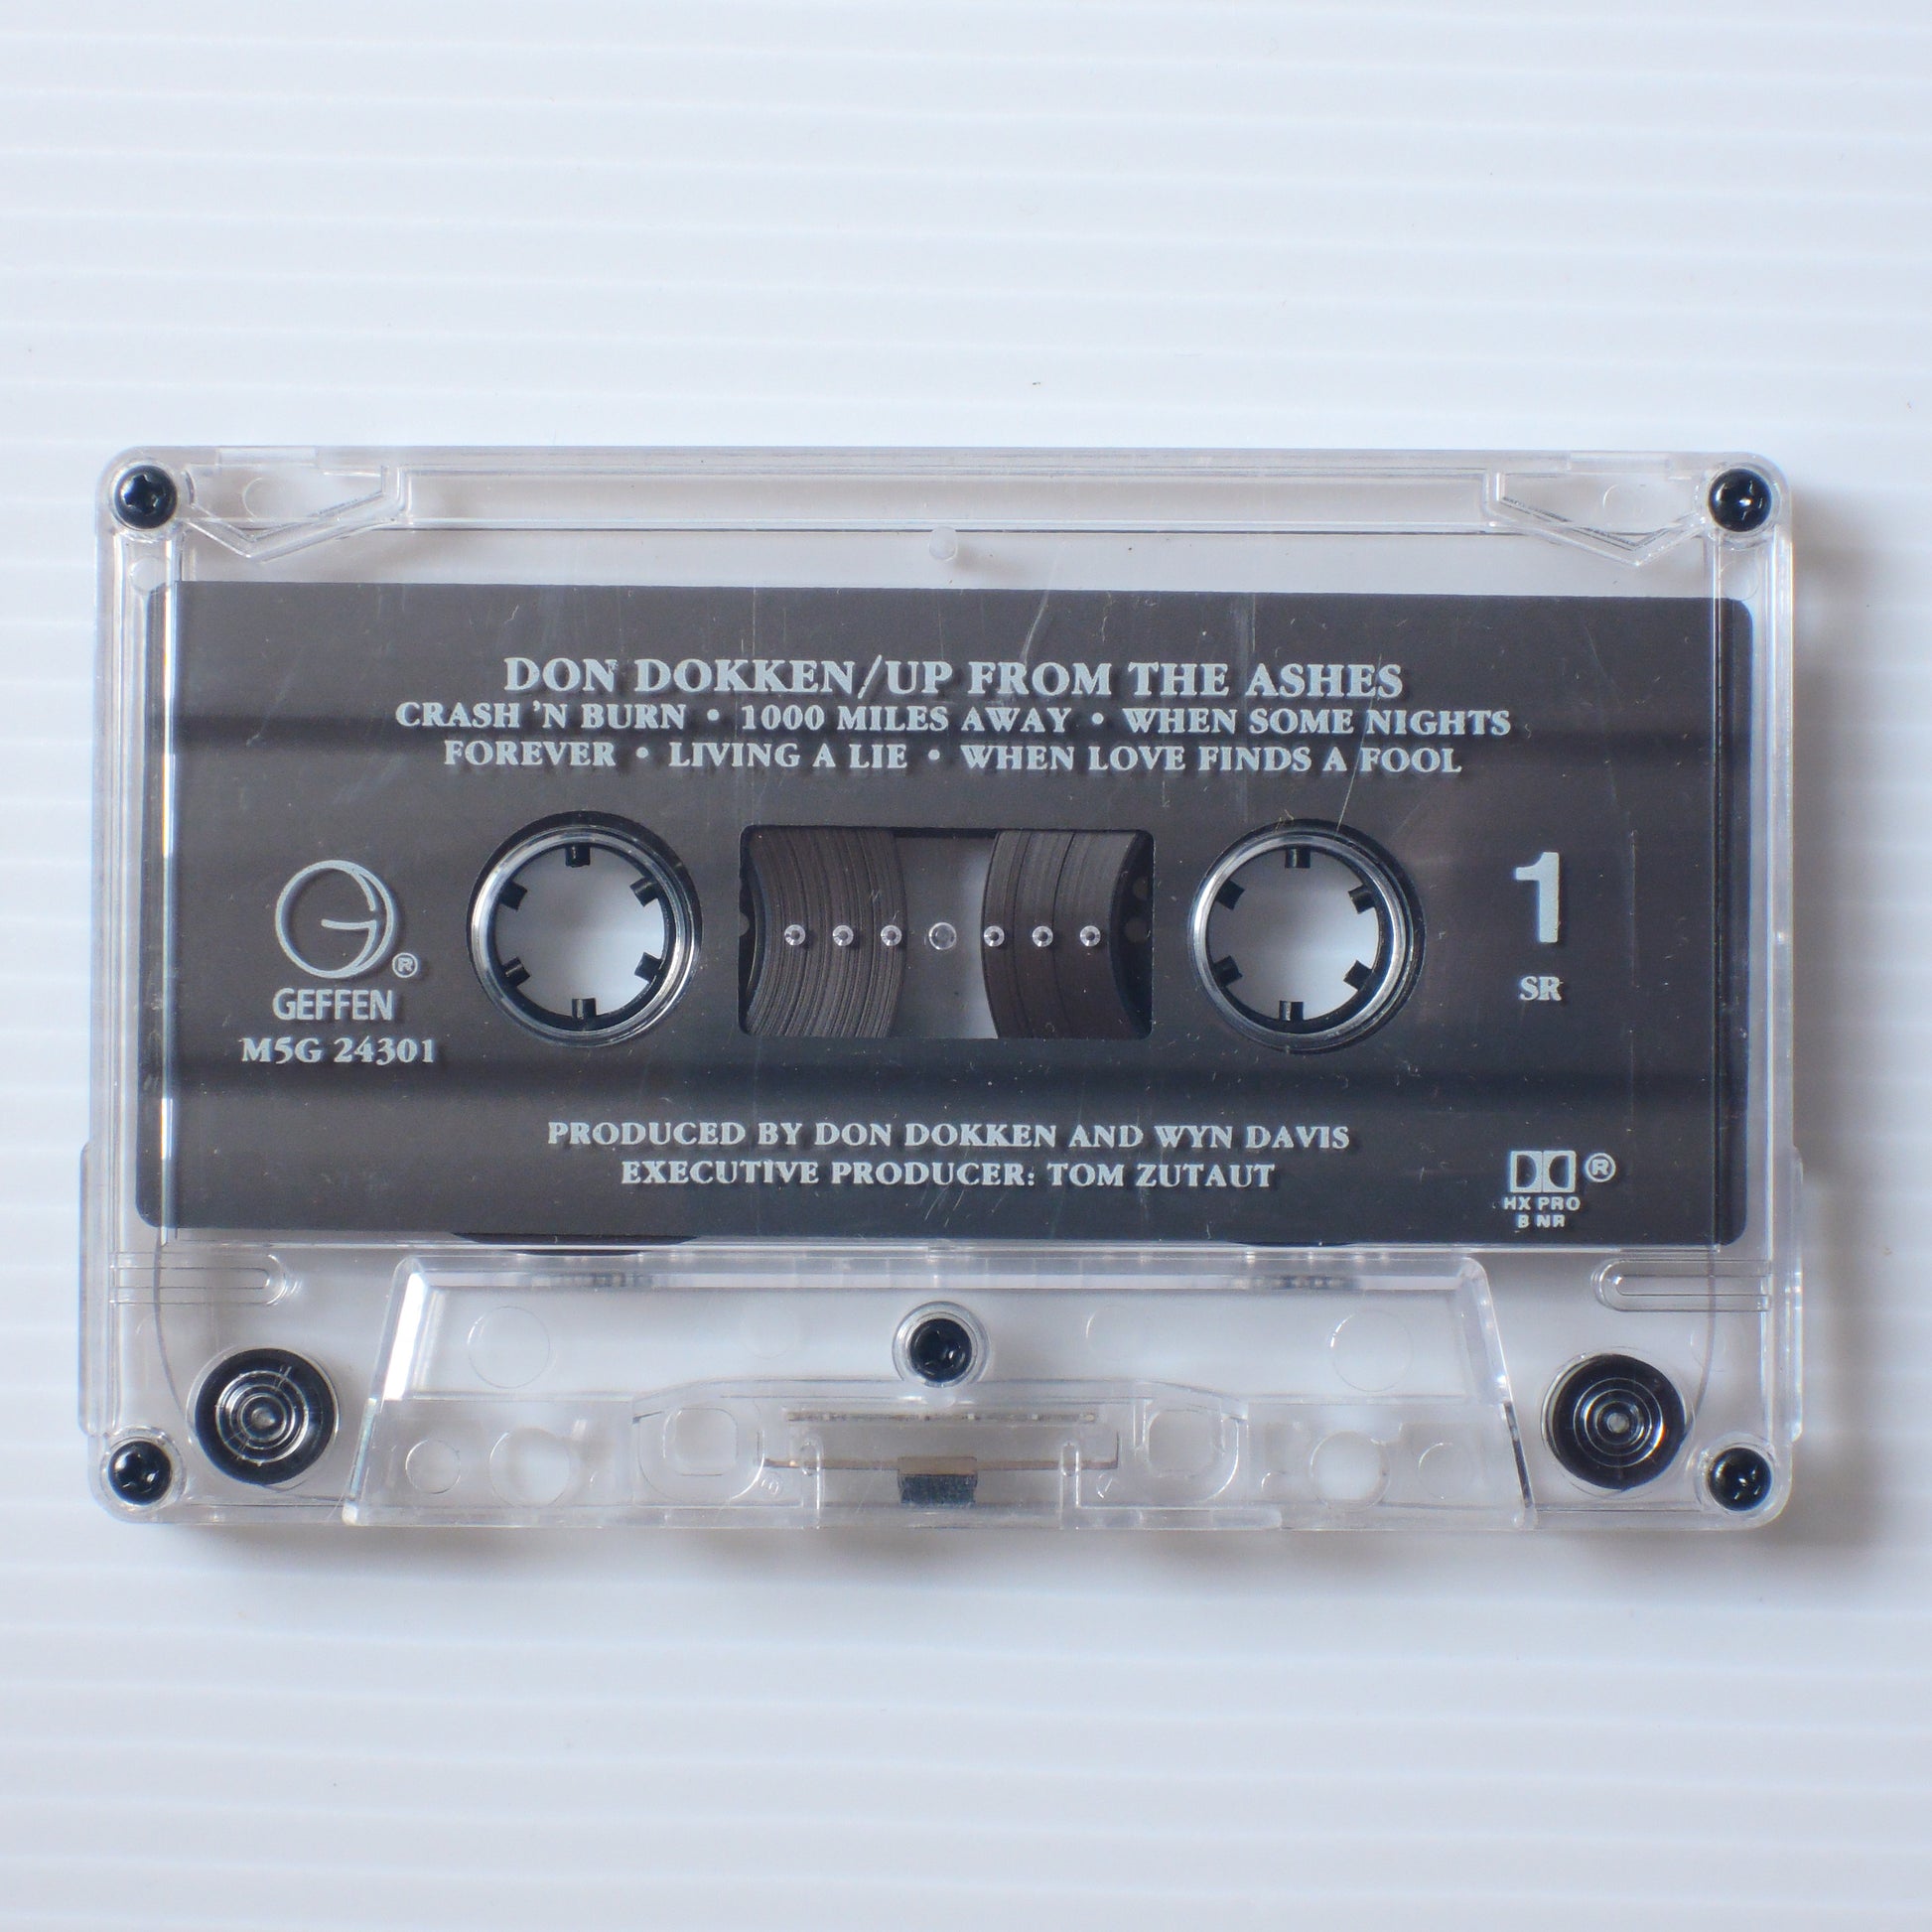 DON DOKKEN/UP FROM THE ASHES
CRASH 'N BURN • 1000 MILES AWAY • WHEN SOME NIGHTS
FOREVER • LIVING A LIE • WHEN LOVE FINDS A FOOL
G®
GEFFEN
M5G 24301
1
SR
PRODUCED BY DON DOKKEN AND WYN DAVIS
EXECUTIVE PRODUCER: TOM ZUTAUT
®
HX PRO
B NR